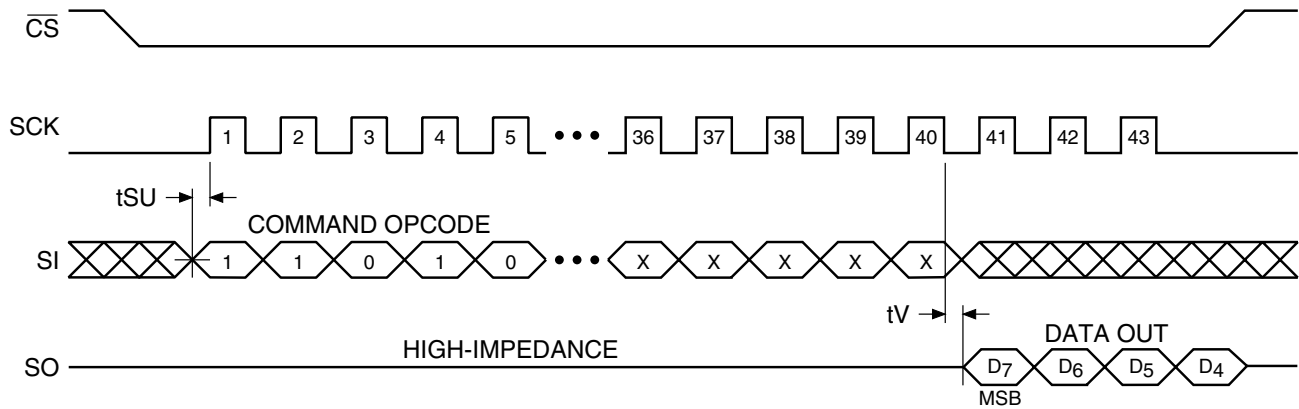 CS
SCK 1 2 3 4 5 ••• 36 37 38 39 40 41 42 43
tSU
COMMAND OPCODE
SI 1 1 0 1 0 ••• X X X X X
tV
HIGH-IMPEDANCE DATA OUT
SO D7 D6 D5 D4
MSB